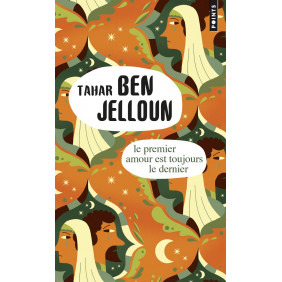 POINTS
TAHAR BEN
JELLOUN
le premier
amour est toujours
le dernier